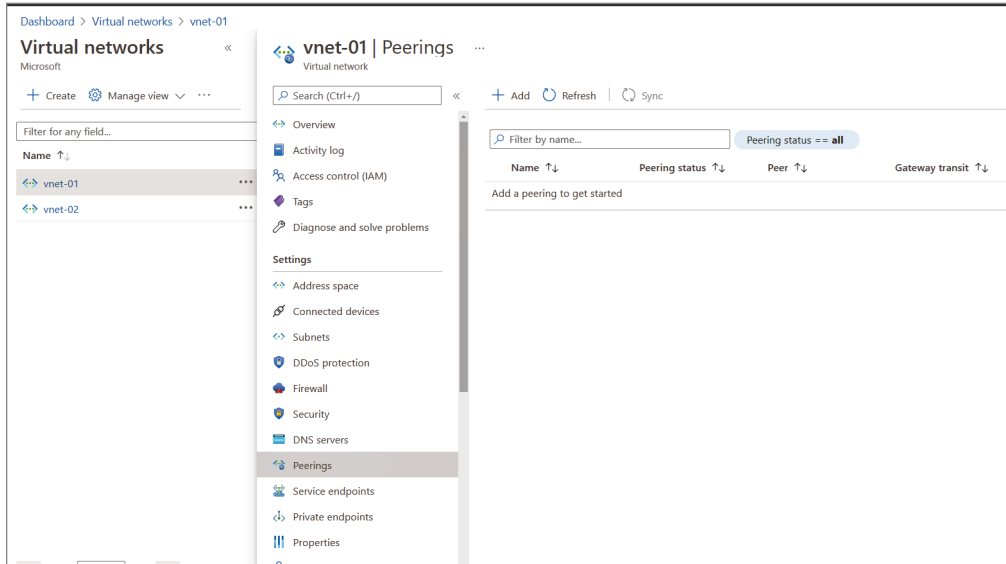 Dashboard > Virtual networks > vnet-01
Virtual networks «
Microsoft
+ Create Manage view ···
Filter for any field...
Name ↑↓
vnet-01 ···
vnet-02 ···
vnet-01 | Peerings ···
Virtual network
Search (Ctrl+/) «
Overview
Activity log
Access control (IAM)
Tags
Diagnose and solve problems
Settings
Address space
Connected devices
Subnets
DDoS protection
Firewall
Security
DNS servers
Peerings
Service endpoints
Private endpoints
Properties
+ Add Refresh | Sync
Filter by name... Peering status == all
Name ↑↓ Peering status ↑↓ Peer ↑↓ Gateway transit ↑↓
Add a peering to get started